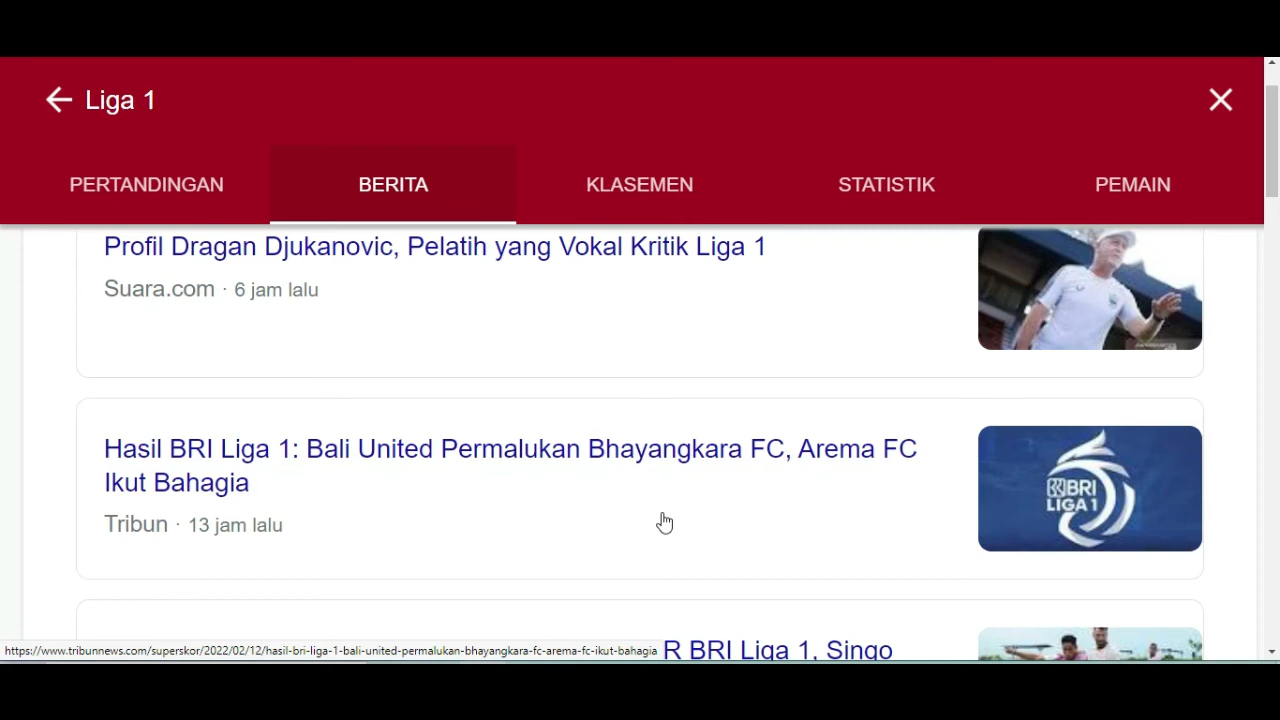 Liga 1
PERTANDINGAN
BERITA
KLASEMEN
STATISTIK
PEMAIN
Profil Dragan Djukanovic, Pelatih yang Vokal Kritik Liga 1
Suara.com · 6 jam lalu
Hasil BRI Liga 1: Bali United Permalukan Bhayangkara FC, Arema FC
Ikut Bahagia
Tribun · 13 jam lalu
BRI
LIGA 1
R BRI Liga 1, Singo
https://www.tribunnews.com/superskor/2022/02/12/hasil-bri-liga-1-bali-united-permalukan-bhayangkara-fc-arema-fc-ikut-bahagia